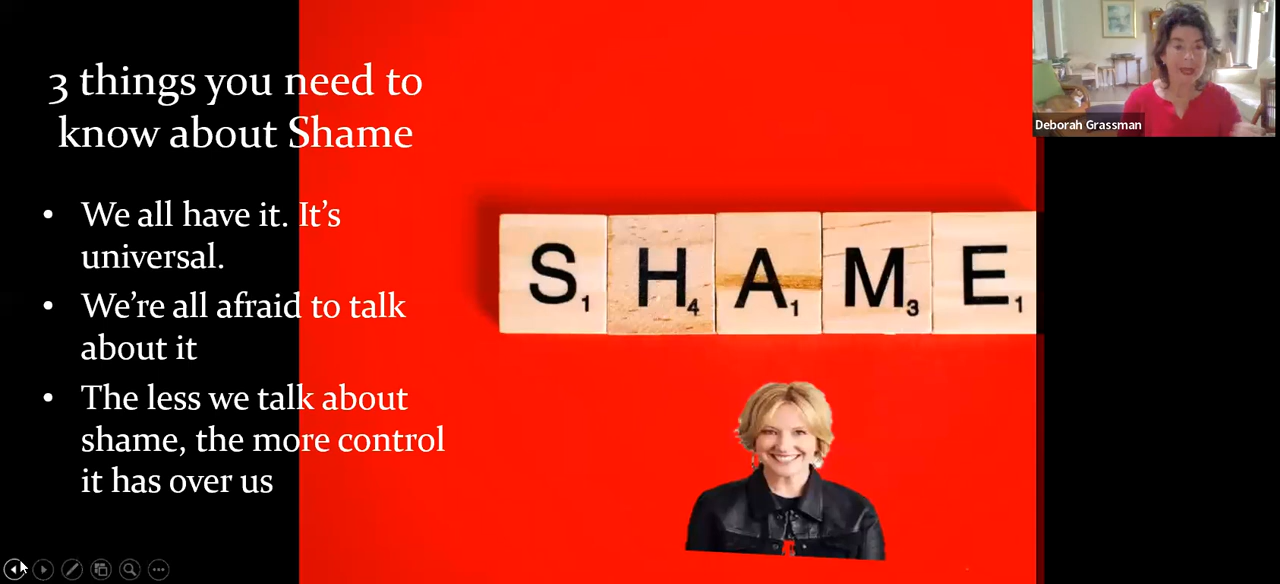 3 things you need to
know about Shame
• We all have it. It’s
universal.
• We’re all afraid to talk
about it
• The less we talk about
shame, the more control
it has over us
S1 H4 A1 M3 E1
Deborah Grassman